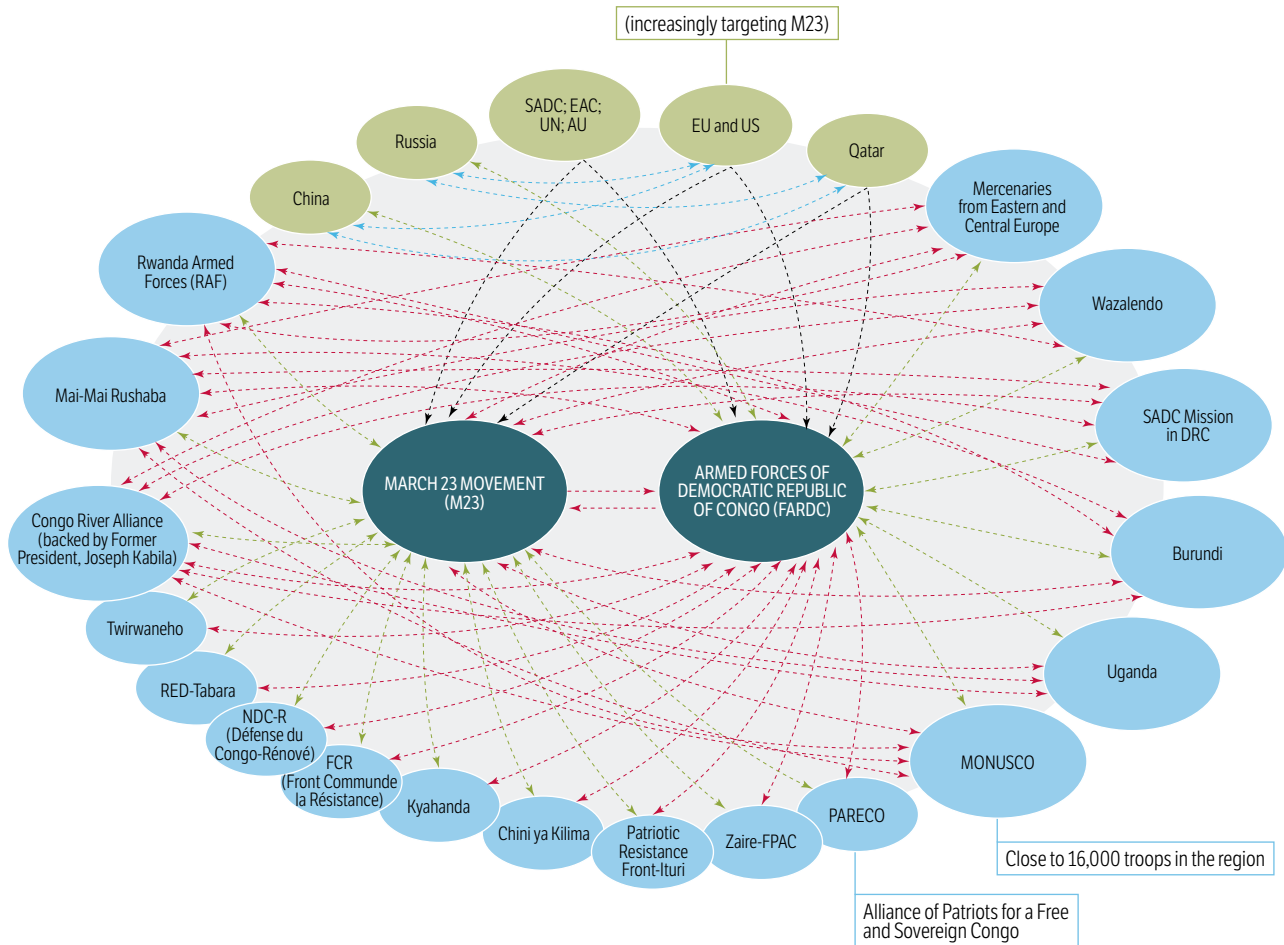 (increasingly targeting M23)
SADC; EAC;
UN; AU
EU and US
Russia
Qatar
China
Mercenaries
from Eastern and
Central Europe
Rwanda Armed
Forces (RAF)
Wazalendo
Mai-Mai Rushaba
SADC Mission
in DRC
MARCH 23 MOVEMENT
(M23)
ARMED FORCES OF
DEMOCRATIC REPUBLIC
OF CONGO (FARDC)
Congo River Alliance
(backed by Former
President, Joseph Kabila)
Burundi
Twirwaneho
Uganda
RED-Tabara
NDC-R
(Défense du
Congo-Rénové)
FCR
(Front Communde
la Résistance)
MONUSCO
Kyahanda
Chini ya Kilima
Patriotic
Resistance
Front-Ituri
Zaire-FPAC
PARECO
Close to 16,000 troops in the region
Alliance of Patriots for a Free
and Sovereign Congo